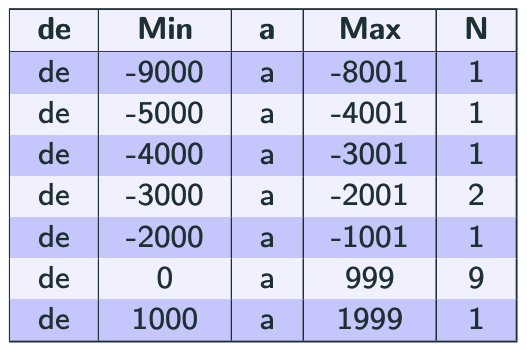 de Min a Max N
de -9000 a -8001 1
de -5000 a -4001 1
de -4000 a -3001 1
de -3000 a -2001 2
de -2000 a -1001 1
de 0 a 999 9
de 1000 a 1999 1